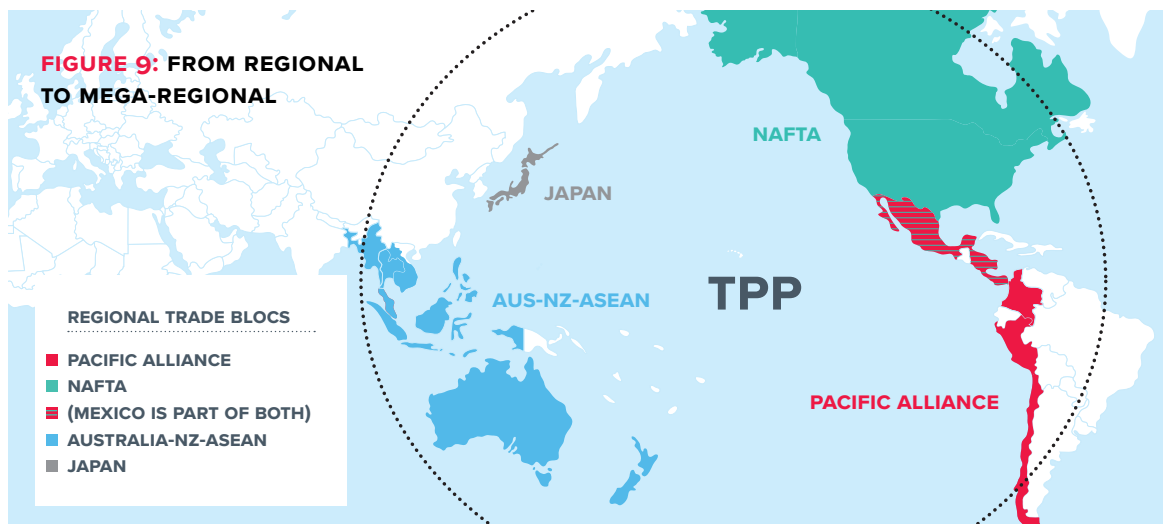 FIGURE 9: FROM REGIONAL
TO MEGA-REGIONAL
NAFTA
JAPAN
AUS-NZ-ASEAN
TPP
PACIFIC ALLIANCE
REGIONAL TRADE BLOCS
PACIFIC ALLIANCE
NAFTA
(MEXICO IS PART OF BOTH)
AUSTRALIA-NZ-ASEAN
JAPAN